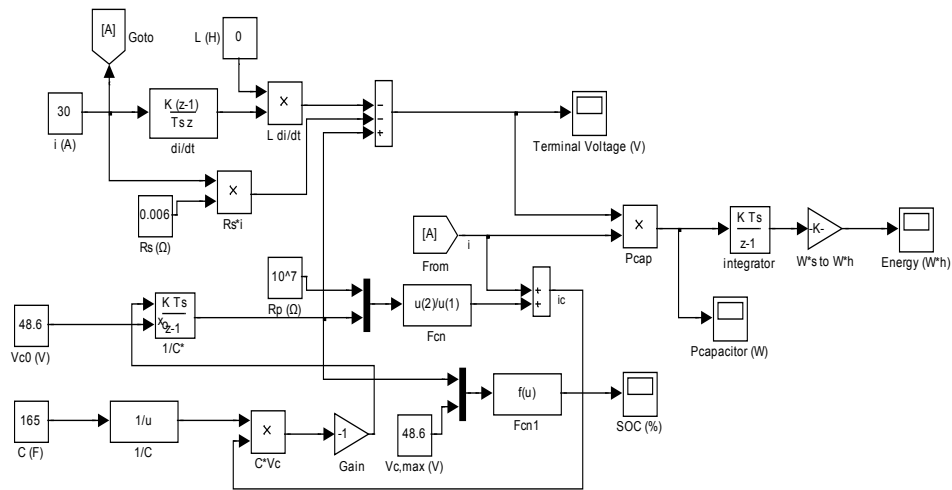 [A]
Goto
L (H)
0
30
i (A)
K (z-1)
Ts z
di/dt
×
L di/dt
−
−
+
Terminal Voltage (V)
0.006
Rs (Ω)
×
Rs*i
[A]
From
i
×
Pcap
K Ts
z-1
integrator
-K-
W*s to W*h
Energy (W*h)
10^7
Rp (Ω)
u(2)/u(1)
Fcn
+
+
ic
Pcapacitor (W)
48.6
Vc0 (V)
K Ts
xo
z-1
1/C*
f(u)
Fcn1
SOC (%)
48.6
Vc,max (V)
165
C (F)
1/u
1/C
×
C*Vc
-1
Gain